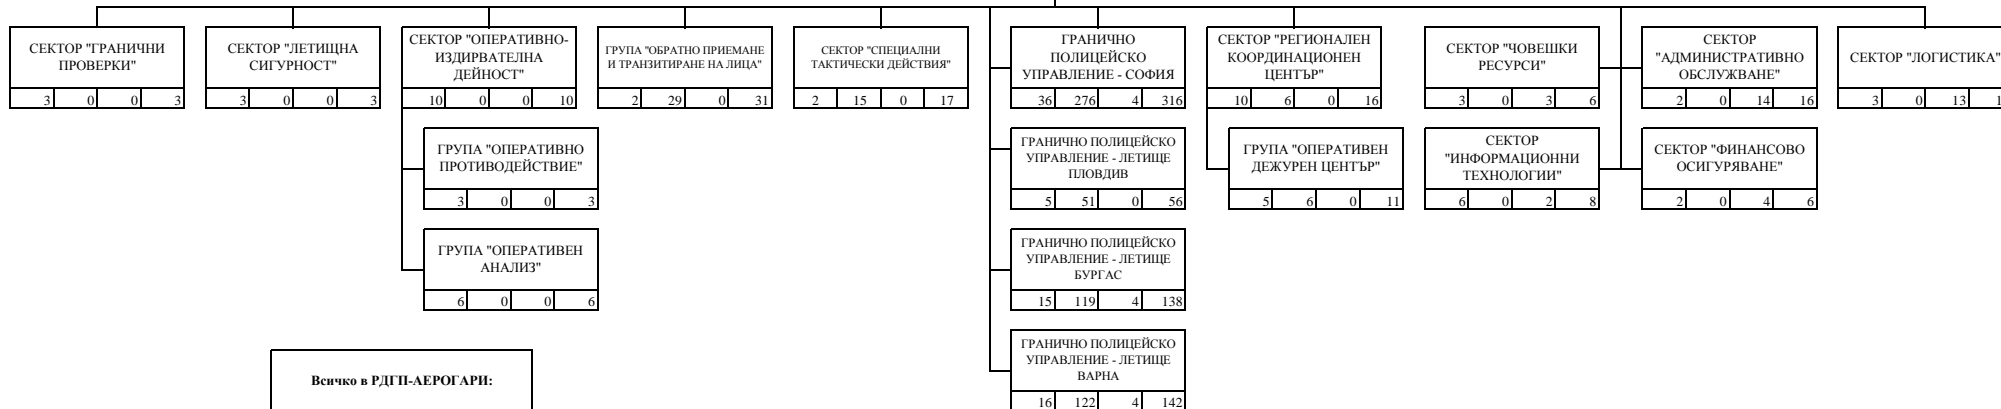 СЕКТОР "ГРАНИЧНИ
ПРОВЕРКИ"
3 0 0 3
СЕКТОР "ЛЕТИЩНА
СИГУРНОСТ"
3 0 0 3
СЕКТОР "ОПЕРАТИВНО-
ИЗДИРВАТЕЛНА
ДЕЙНОСТ"
10 0 0 10
ГРУПА "ОБРАТНО ПРИЕМАНЕ
И ТРАНЗИТИРАНЕ НА ЛИЦА"
2 29 0 31
СЕКТОР "СПЕЦИАЛНИ
ТАКТИЧЕСКИ ДЕЙСТВИЯ"
2 15 0 17
ГРАНИЧНО
ПОЛИЦЕЙСКО
УПРАВЛЕНИЕ - СОФИЯ
36 276 4 316
СЕКТОР "РЕГИОНАЛЕН
КООРДИНАЦИОНЕН
ЦЕНТЪР"
10 6 0 16
СЕКТОР "ЧОВЕШКИ
РЕСУРСИ"
3 0 3 6
СЕКТОР
"АДМИНИСТРАТИВНО
ОБСЛУЖВАНЕ"
2 0 14 16
СЕКТОР "ЛОГИСТИКА"
3 0 13 1
ГРУПА "ОПЕРАТИВНО
ПРОТИВОДЕЙСТВИЕ"
3 0 0 3
ГРАНИЧНО ПОЛИЦЕЙСКО
УПРАВЛЕНИЕ - ЛЕТИЩЕ
ПЛОВДИВ
5 51 0 56
ГРУПА "ОПЕРАТИВЕН
ДЕЖУРЕН ЦЕНТЪР"
5 6 0 11
СЕКТОР
"ИНФОРМАЦИОННИ
ТЕХНОЛОГИИ"
6 0 2 8
СЕКТОР "ФИНАНСОВО
ОСИГУРЯВАНЕ"
2 0 4 6
ГРУПА "ОПЕРАТИВЕН
АНАЛИЗ"
6 0 0 6
ГРАНИЧНО ПОЛИЦЕЙСКО
УПРАВЛЕНИЕ - ЛЕТИЩЕ
БУРГАС
15 119 4 138
ГРАНИЧНО ПОЛИЦЕЙСКО
УПРАВЛЕНИЕ - ЛЕТИЩЕ
ВАРНА
16 122 4 142
Всичко в РДГП-АЕРОГАРИ: